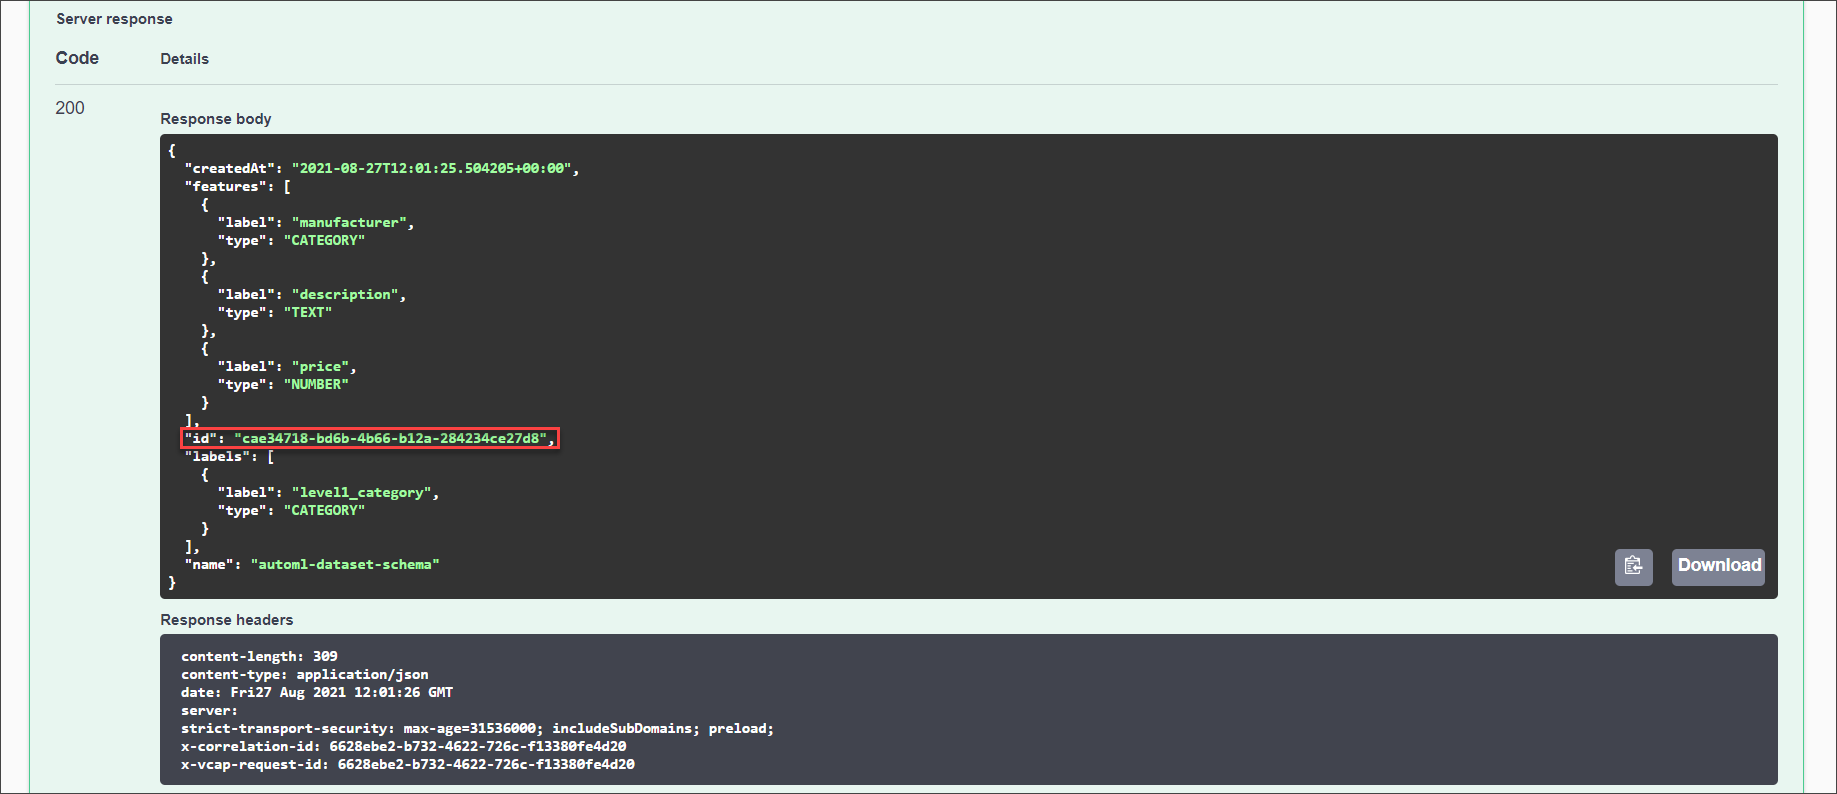 Server response
Code Details
200
Response body
{
"createdAt": "2021-08-27T12:01:25.504205+00:00",
"features": [
{
"label": "manufacturer",
"type": "CATEGORY"
},
{
"label": "description",
"type": "TEXT"
},
{
"label": "price",
"type": "NUMBER"
}
],
"id": "cae34718-bd6b-4b66-b12a-284234ce27d8",
"labels": [
{
"label": "level1_category",
"type": "CATEGORY"
}
],
"name": "automl-dataset-schema"
}
Download
Response headers
content-length: 309
content-type: application/json
date: Fri27 Aug 2021 12:01:26 GMT
server:
strict-transport-security: max-age=31536000; includeSubDomains; preload;
x-correlation-id: 6628ebe2-b732-4622-726c-f13380fe4d20
x-vcap-request-id: 6628ebe2-b732-4622-726c-f13380fe4d20